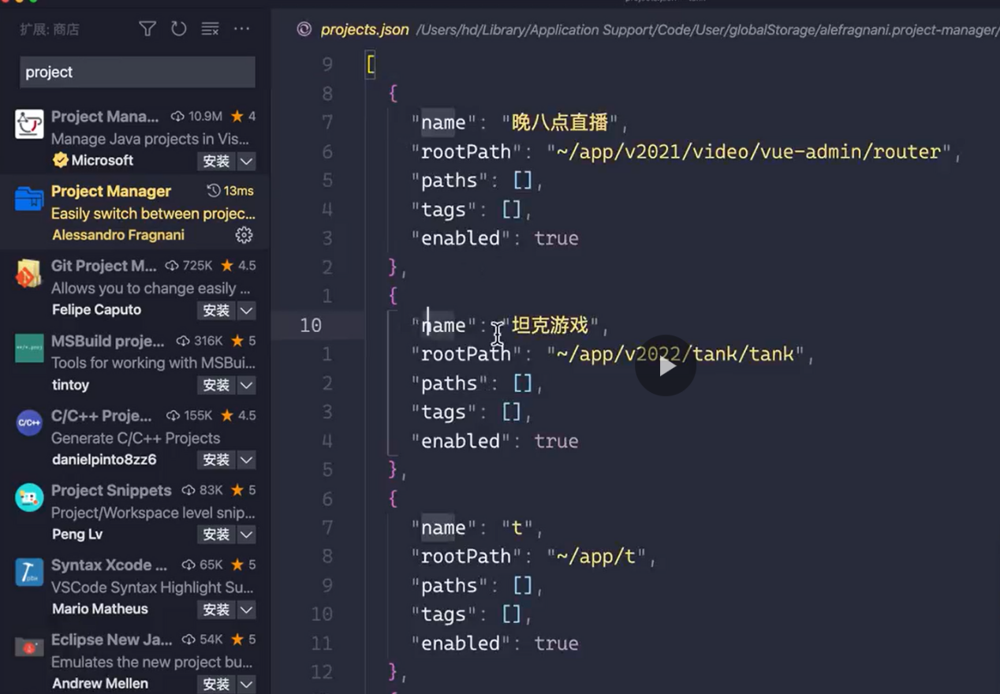 扩展: 商店
project
Project Mana... 10.9M ★ 4
Manage Java projects in Vis...
Microsoft 安装
Project Manager 13ms
Easily switch between projec...
Alessandro Fragnani
Git Project M... 725K ★ 4.5
Allows you to change easily ...
Felipe Caputo 安装
MSBuild proje... 316K ★ 5
Tools for working with MSBui...
tintoy 安装
C/C++
C/C++ Proje... 155K ★ 4.5
Generate C/C++ Projects
danielpinto8zz6 安装
Project Snippets 83K ★ 5
Project/Workspace level snip...
Peng Lv 安装
Syntax Xcode ... 65K ★ 5
VSCode Syntax Highlight Su...
Mario Matheus 安装
Eclipse New Ja... 54K ★ 5
Emulates the new project bu...
Andrew Mellen 安装
projects.json /Users/hd/Library/Application Support/Code/User/globalStorage/alefragnani.project-manager/
9 [
8 {
7 "name": "晚八点直播",
6 "rootPath": "~/app/v2021/video/vue-admin/router",
5 "paths": [],
4 "tags": [],
3 "enabled": true
2 },
1 {
10 "name": "坦克游戏",
1 "rootPath": "~/app/v2022/tank/tank",
2 "paths": [],
3 "tags": [],
4 "enabled": true
5 },
6 {
7 "name": "t",
8 "rootPath": "~/app/t",
9 "paths": [],
10 "tags": [],
11 "enabled": true
12 },